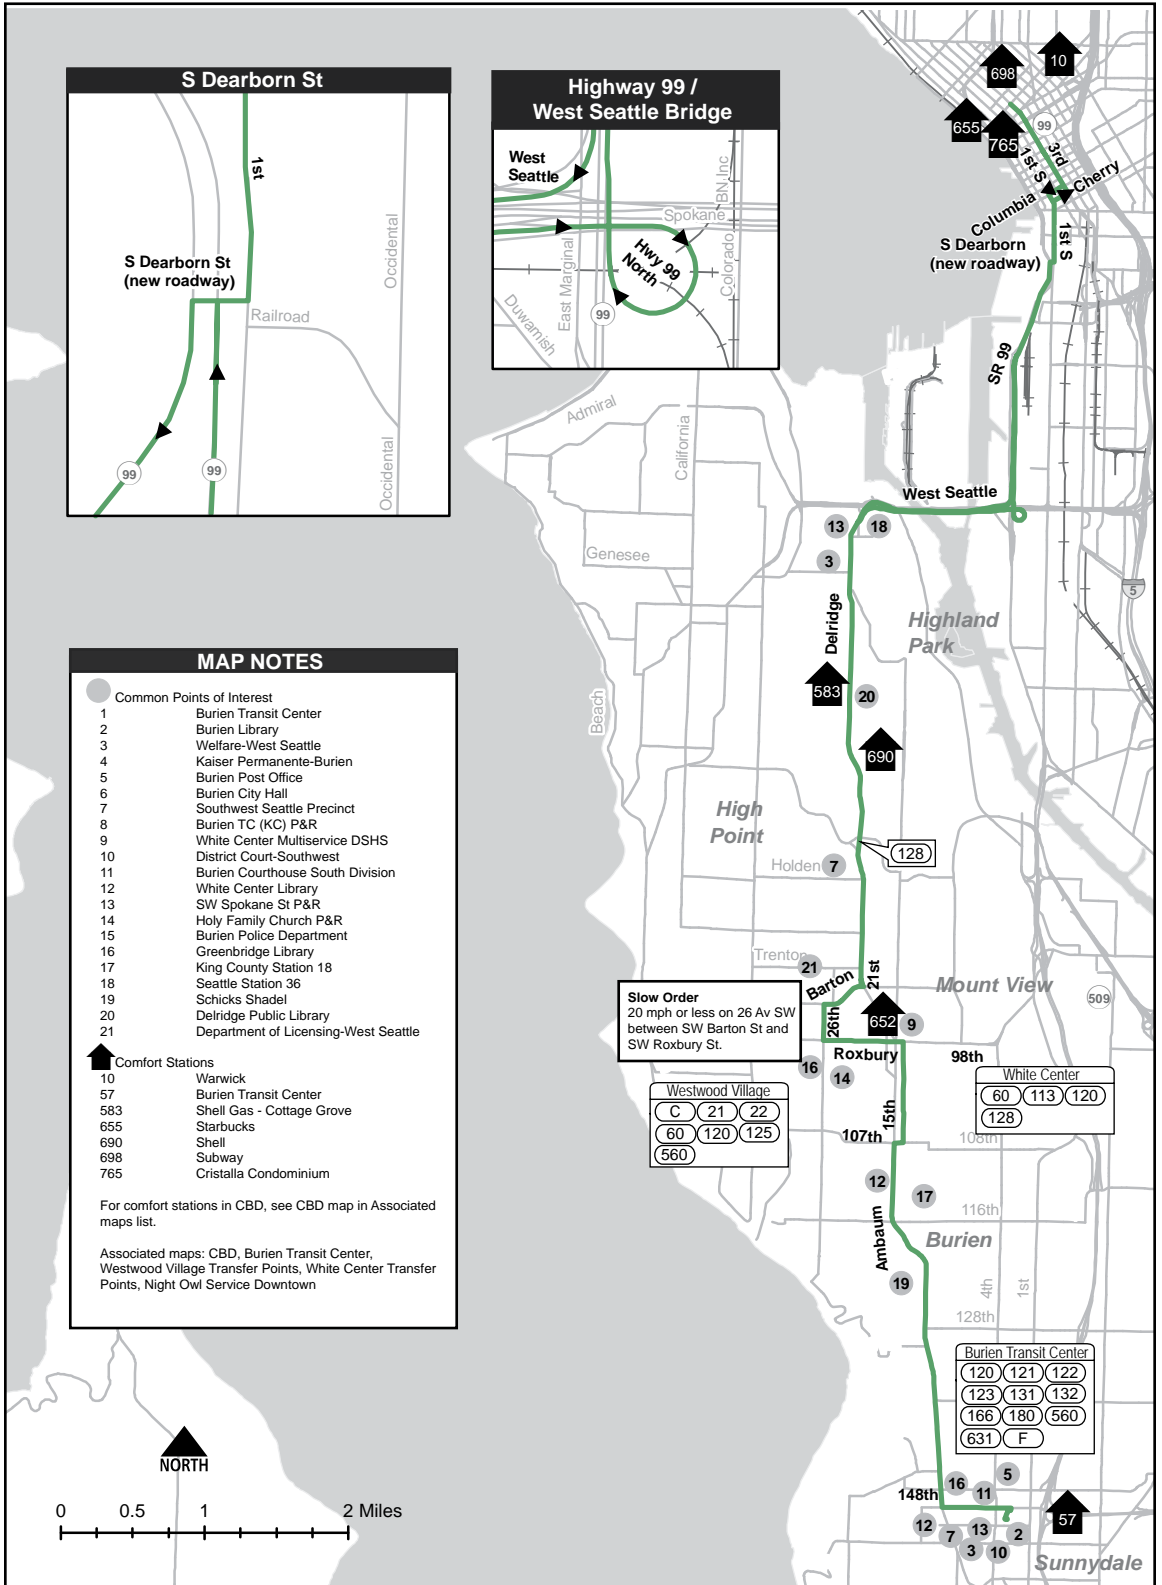 S Dearborn St
1st
S Dearborn St
(new roadway)
Occidental
Railroad
Occidental
99
99
Highway 99 /
West Seattle Bridge
West
Seattle
BN Inc
Spokane
Hwy 99
North
East Marginal
Colorado
Duwamish
99
698
10
655
765
99
3rd
1st S
Cherry
Columbia
1st S
S Dearborn
(new roadway)
SR 99
Admiral
California
West Seattle
13
18
Genesee
3
5
Delridge
Highland
Park
583
20
Beach
690
High
Point
128
Holden
7
Trenton
21
Barton
21st
Mount View
509
Slow Order
20 mph or less on 26 Av SW
between SW Barton St and
SW Roxbury St.
26th
652
9
Roxbury
98th
16
14
Westwood Village
C
21
22
60
120
125
560
White Center
60
113
120
128
15th
107th
108th
12
17
116th
Ambaum
Burien
19
4th
1st
128th
Burien Transit Center
120
121
122
123
131
132
166
180
560
631
F
16
5
148th
11
57
12
7
13
2
3
10
Sunnydale
MAP NOTES
Common Points of Interest
1 Burien Transit Center
2 Burien Library
3 Welfare-West Seattle
4 Kaiser Permanente-Burien
5 Burien Post Office
6 Burien City Hall
7 Southwest Seattle Precinct
8 Burien TC (KC) P&R
9 White Center Multiservice DSHS
10 District Court-Southwest
11 Burien Courthouse South Division
12 White Center Library
13 SW Spokane St P&R
14 Holy Family Church P&R
15 Burien Police Department
16 Greenbridge Library
17 King County Station 18
18 Seattle Station 36
19 Schicks Shadel
20 Delridge Public Library
21 Department of Licensing-West Seattle
Comfort Stations
10 Warwick
57 Burien Transit Center
583 Shell Gas - Cottage Grove
655 Starbucks
690 Shell
698 Subway
765 Cristalla Condominium
For comfort stations in CBD, see CBD map in Associated
maps list.
Associated maps: CBD, Burien Transit Center,
Westwood Village Transfer Points, White Center Transfer
Points, Night Owl Service Downtown
NORTH
0 0.5 1 2 Miles